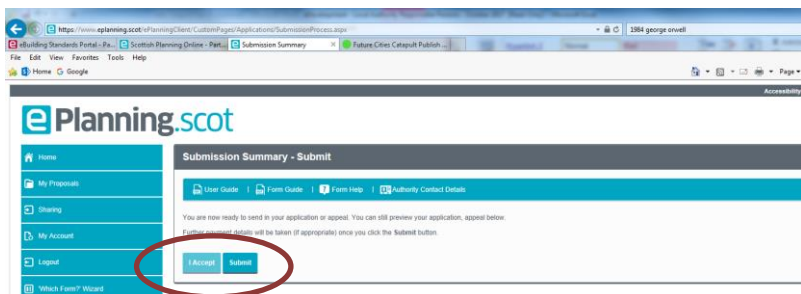 https://www.eplanning.scot/ePlanningClient/CustomPages/Applications/SubmissionProcess.aspx
1984 george orwell
eBuilding Standards Portal - Pa...
Scottish Planning Online - Part...
Submission Summary
Future Cities Catapult Publish ...
File Edit View Favorites Tools Help
Home Google
Page
Accessibility
ePlanning.scot
Home
My Proposals
Sharing
My Account
Logout
'Which Form?' Wizard
Submission Summary - Submit
User Guide | Form Guide | Form Help | Authority Contact Details
You are now ready to send in your application or appeal. You can still preview your application, appeal below.
Further payment details will be taken (if appropriate) once you click the Submit button.
I Accept Submit